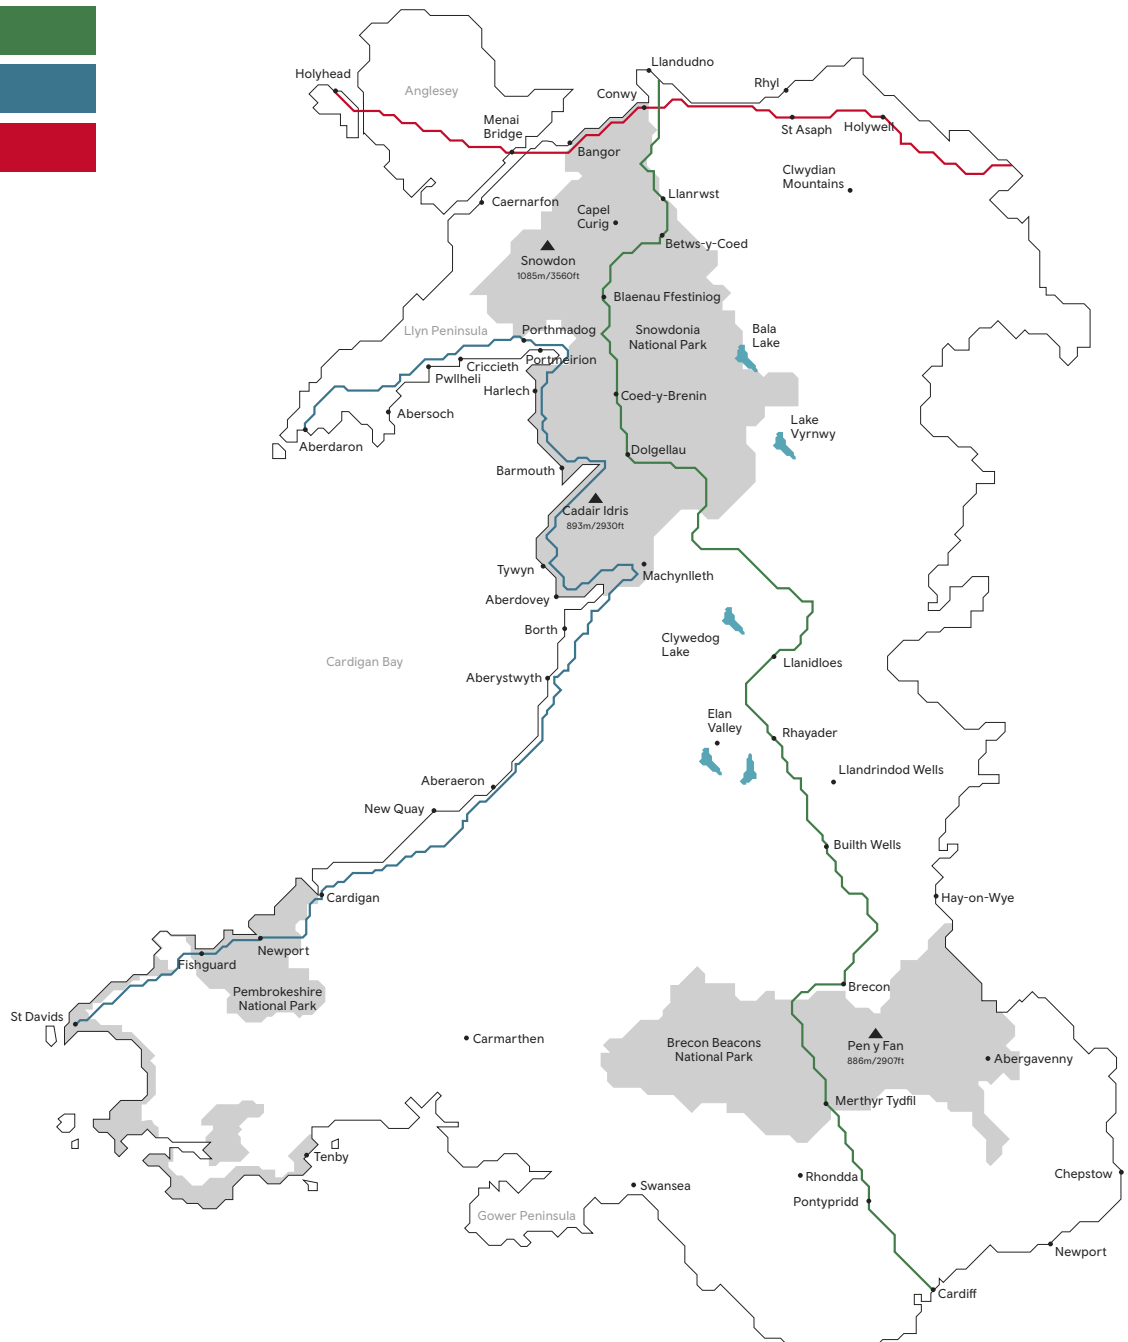 Llandudno
Holyhead
Rhyl
Anglesey
Conwy
Menai
Bridge
St Asaph
Holywell
Bangor
Clwydian
Mountains
Llanrwst
Caernarfon
Capel
Curig
Betws-y-Coed
Snowdon
1085m/3560ft
Blaenau Ffestiniog
Llyn Peninsula
Porthmadog
Snowdonia
National Park
Bala
Lake
Portmeirion
Criccieth
Pwllheli
Harlech
Coed-y-Brenin
Abersoch
Lake
Vyrnwy
Aberdaron
Dolgellau
Barmouth
Cadair Idris
893m/2930ft
Tywyn
Machynlleth
Aberdovey
Borth
Clywedog
Lake
Cardigan Bay
Llanidloes
Aberystwyth
Elan
Valley
Rhayader
Llandrindod Wells
Aberaeron
New Quay
Builth Wells
Cardigan
Hay-on-Wye
Newport
Fishguard
Brecon
Pembrokeshire
National Park
St Davids
Carmarthen
Brecon Beacons
National Park
Pen y Fan
886m/2907ft
Abergavenny
Merthyr Tydfil
Tenby
Chepstow
Rhondda
Swansea
Pontypridd
Gower Peninsula
Newport
Cardiff